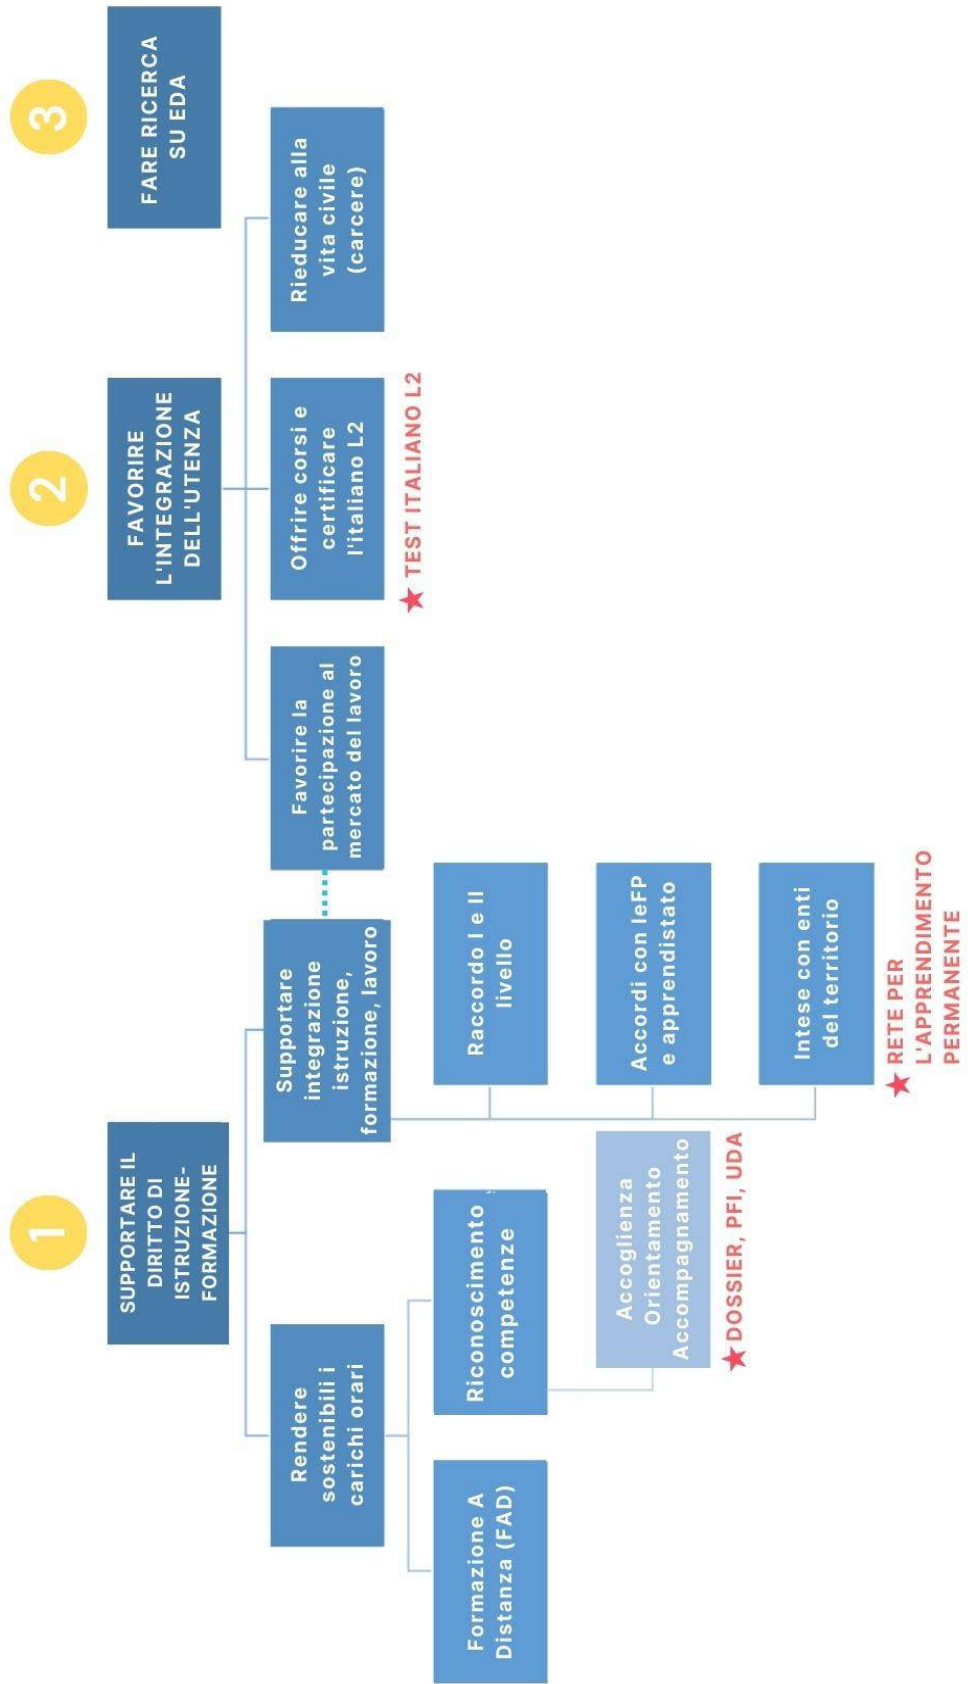 1
SUPPORTARE IL
DIRITTO DI
ISTRUZIONE-
FORMAZIONE
Rendere
sostenibili i
carichi orari
Formazione A
Distanza (FAD)
Riconoscimento
competenze
Accoglienza
Orientamento
Accompagnamento
DOSSIER, PFI, UDA
Supportare
integrazione
istruzione,
formazione, lavoro
Raccordo I e II
livello
Accordi con IeFP
e apprendistato
Intese con enti
del territorio
RETE PER
L'APPRENDIMENTO
PERMANENTE
2
FAVORIRE
L'INTEGRAZIONE
DELL'UTENZA
Favorire la
partecipazione al
mercato del lavoro
Offrire corsi e
certificare
l'italiano L2
TEST ITALIANO L2
Rieducare alla
vita civile
(carcere)
3
FARE RICERCA
SU EDA